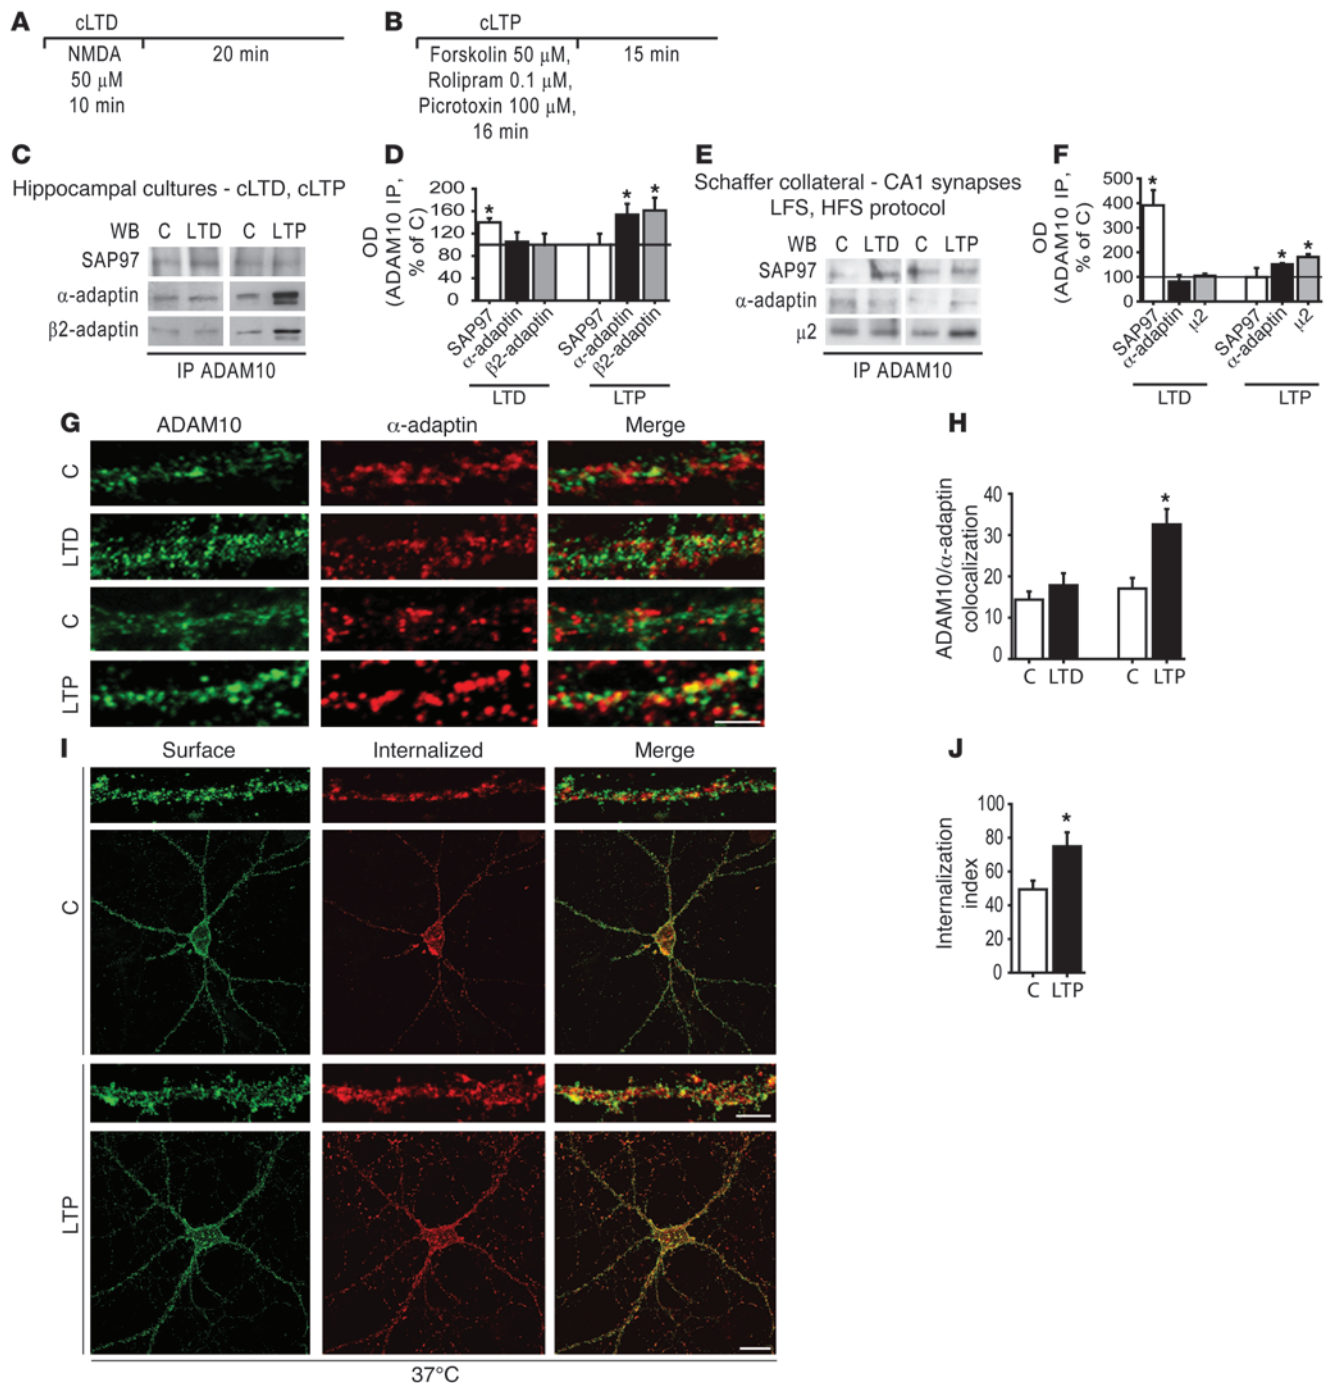 A
cLTD
NMDA
50 μM
10 min
20 min
B
cLTP
Forskolin 50 μM,
Rolipram 0.1 μM,
Picrotoxin 100 μM,
16 min
15 min
C
Hippocampal cultures - cLTD, cLTP
WB C LTD C LTP
SAP97
α-adaptin
β2-adaptin
IP ADAM10
D
OD
(ADAM10 IP,
% of C)
200
160
120
80
40
0
*
*
*
SAP97
α-adaptin
β2-adaptin
SAP97
α-adaptin
β2-adaptin
LTD
LTP
E
Schaffer collateral - CA1 synapses
LFS, HFS protocol
WB C LTD C LTP
SAP97
α-adaptin
μ2
IP ADAM10
F
OD
(ADAM10 IP,
% of C)
500
400
300
200
100
0
*
*
*
SAP97
α-adaptin
μ2
SAP97
α-adaptin
μ2
LTD
LTP
G
ADAM10 α-adaptin Merge
C
LTD
C
LTP
H
ADAM10/α-adaptin
colocalization
40
30
20
10
0
*
C LTD C LTP
I
Surface Internalized Merge
C
LTP
37°C
J
Internalization
index
100
80
60
40
20
0
*
C LTP